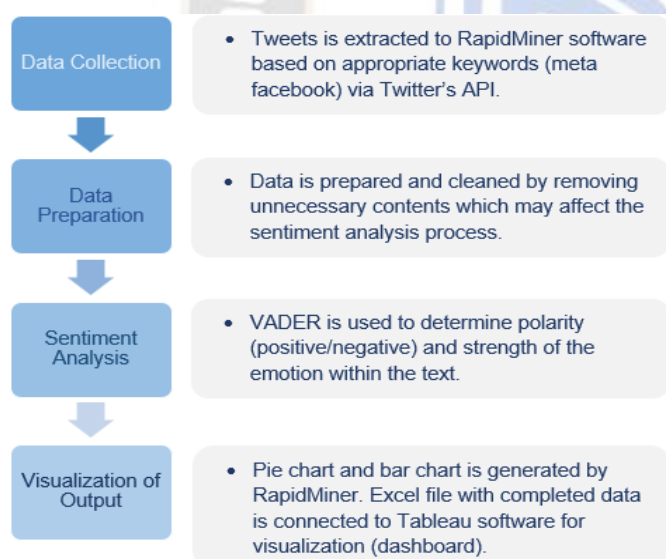 Data Collection
• Tweets is extracted to RapidMiner software
based on appropriate keywords (meta
facebook) via Twitter's API.
Data
Preparation
• Data is prepared and cleaned by removing
unnecessary contents which may affect the
sentiment analysis process.
Sentiment
Analysis
• VADER is used to determine polarity
(positive/negative) and strength of the
emotion within the text.
Visualization of
Output
• Pie chart and bar chart is generated by
RapidMiner. Excel file with completed data
is connected to Tableau software for
visualization (dashboard).